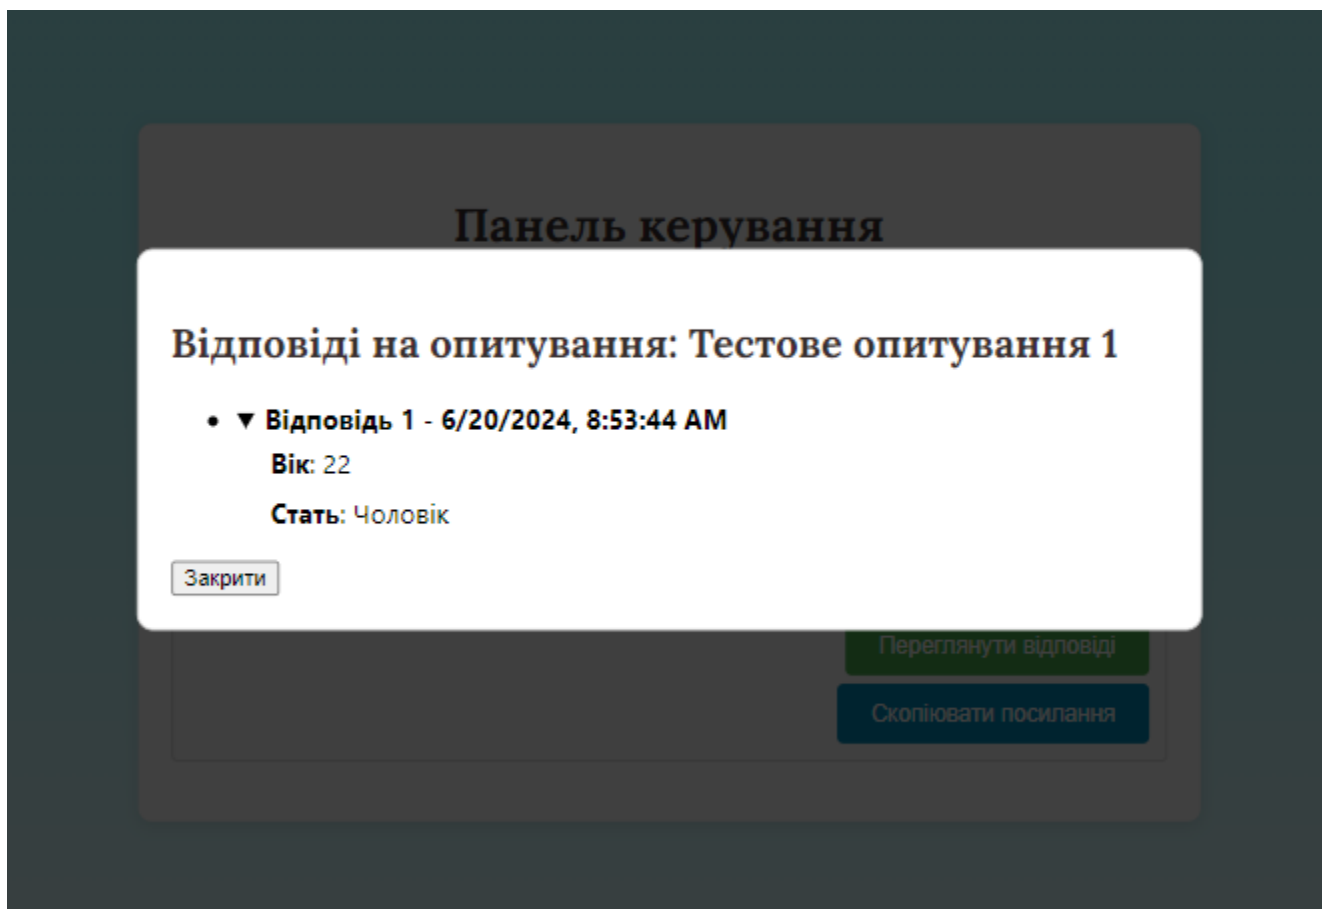 Панель керування
Відповіді на опитування: Тестове опитування 1
Відповідь 1 - 6/20/2024, 8:53:44 AM
Вік: 22
Стать: Чоловік
Закрити
Переглянути відповіді
Скопіювати посилання